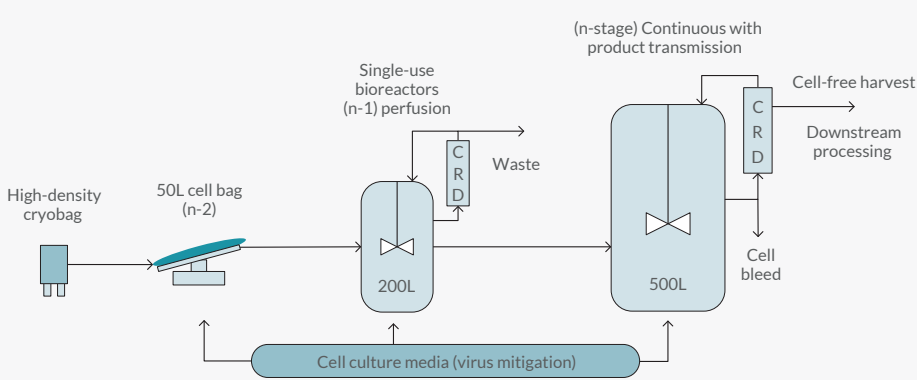 (n-stage) Continuous with
product transmission
Single-use
bioreactors
(n-1) perfusion
Cell-free harvest
C
R
D
Downstream
processing
C
R
D
Waste
High-density
cryobag
50L cell bag
(n-2)
Cell
bleed
200L
500L
Cell culture media (virus mitigation)